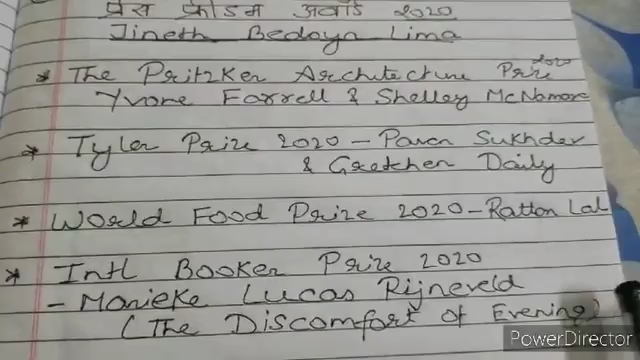 प्रेस फ्रीडम अवॉर्ड 2020
Jineth Bedoya Lima
* The Pritzker Architecture Prize 2020
Yvone Farrell & Shelley McNamara
* Tyler Prize 2020 - Pavan Sukhdev
& Gretchen Daily
* World Food Prize 2020 - Rattan Lal
* Intl Booker Prize 2020
- Marieke Lucas Rijneveld
(The Discomfort of Evening)
PowerDirector